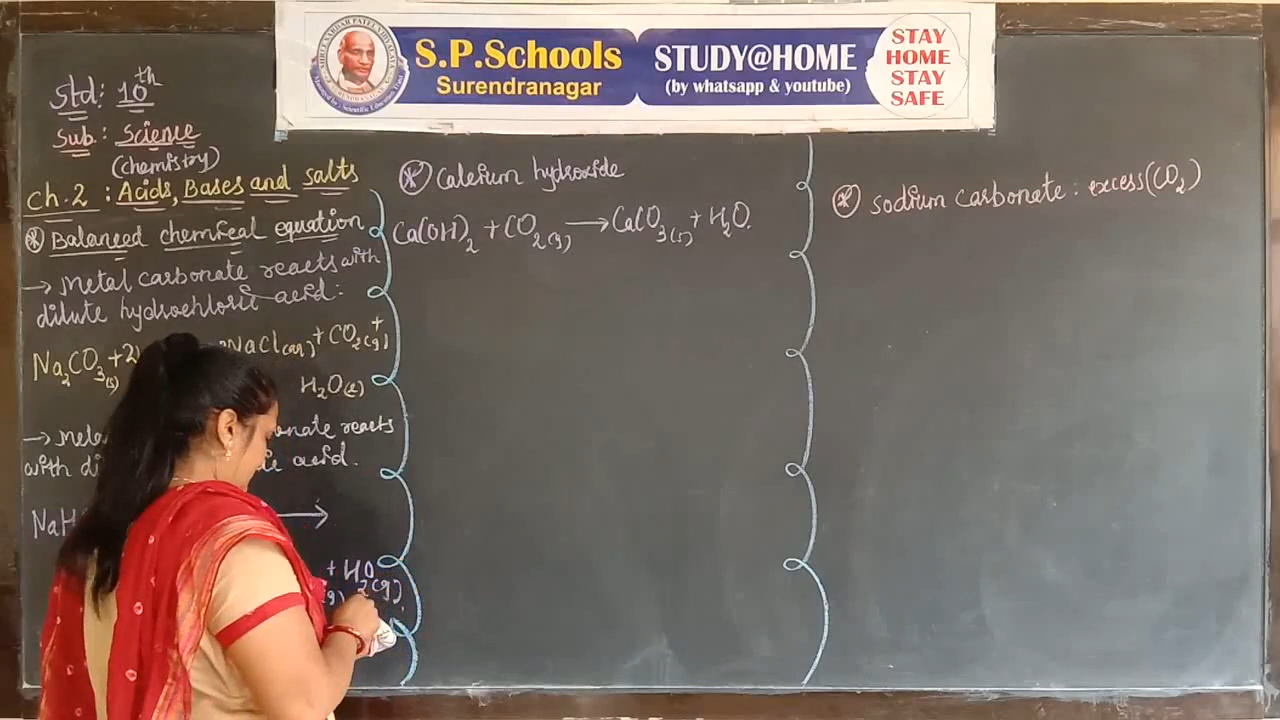 S.P.Schools
Surendranagar
STUDY@HOME
(by whatsapp & youtube)
STAY
HOME
STAY
SAFE
Std: 10th
Sub: Science
(chemistry)
Ch.2 : Acids, Bases and salts
* Balanced chemical equation
→ Metal carbonate reacts with
dilute hydrochloric acid:
Na₂CO₃(s) + 2
NaCl(aq) + CO₂(g) +
H₂O(l)
reacts
with acid.
→
+ H₂O(g)
* Calcium hydroxide
Ca(OH)₂ + CO₂(g) → CaCO₃(s) + H₂O.
* Sodium carbonate : excess (CO₂)